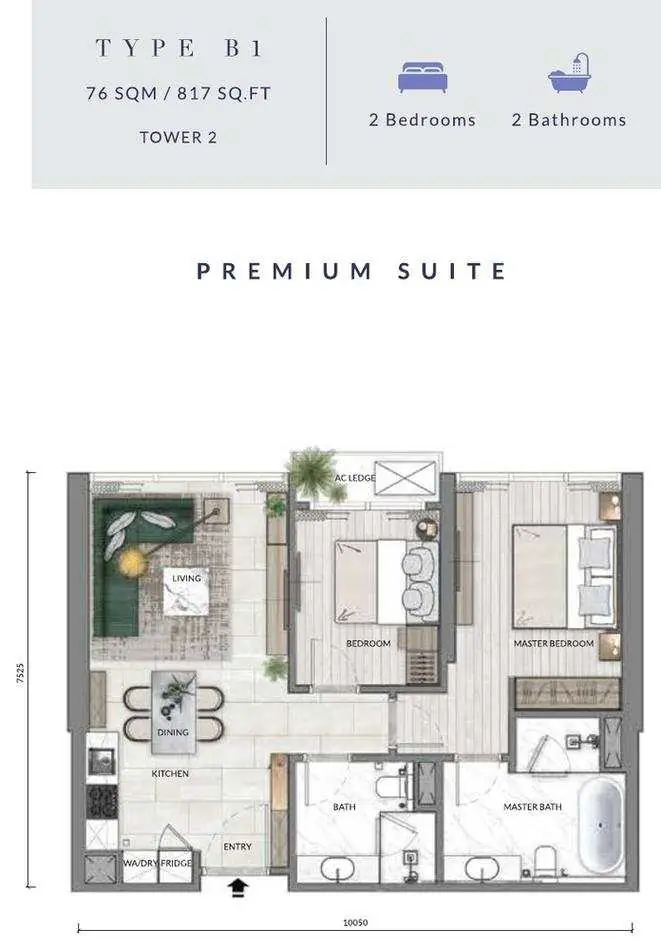 TYPE B1
76 SQM / 817 SQ.FT
TOWER 2
2 Bedrooms
2 Bathrooms
PREMIUM SUITE
AC LEDGE
LIVING
BEDROOM
MASTER BEDROOM
7525
DINING
KITCHEN
BATH
MASTER BATH
ENTRY
WA/DRY
FRIDGE
10050